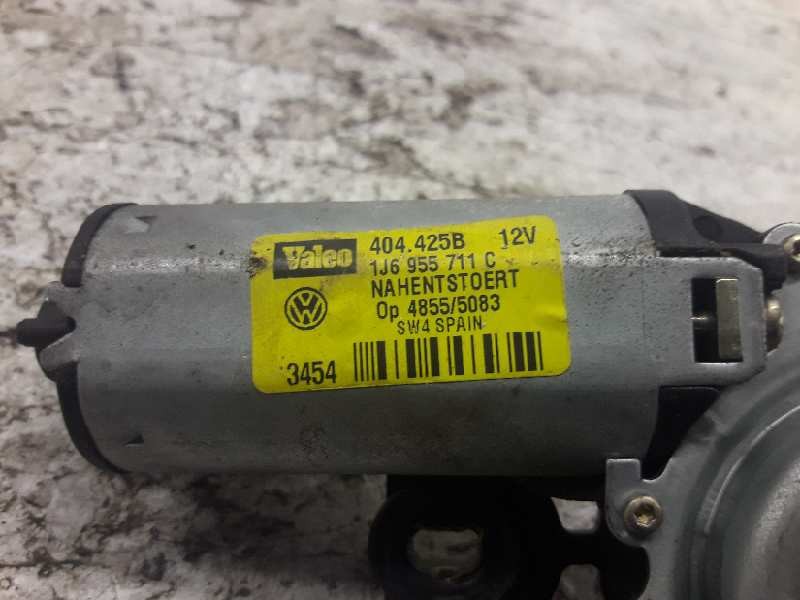 Valeo 404.425B 12V
1J6 955 711 C
NAHENTSTOERT
Op 4855/5083
SW4 SPAIN
3454